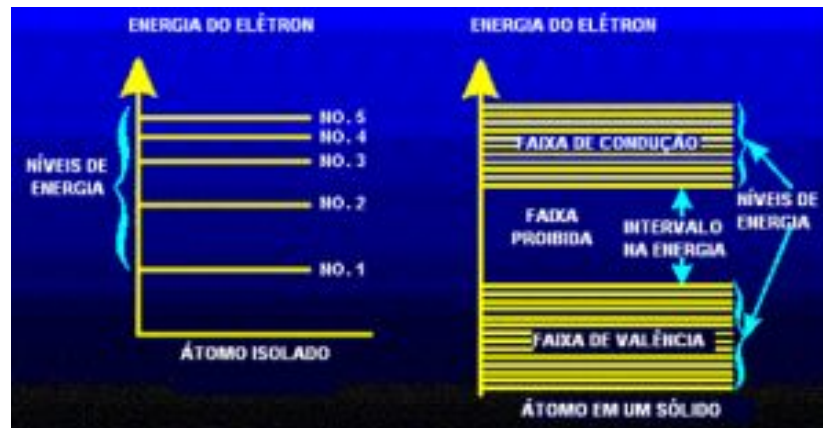 ENERGIA DO ELÉTRON
NO. 5
NO. 4
NO. 3
NO. 2
NO. 1
NÍVEIS DE
ENERGIA
ÁTOMO ISOLADO
ENERGIA DO ELÉTRON
FAIXA DE CONDUÇÃO
FAIXA
PROIBIDA
INTERVALO
NA ENERGIA
NÍVEIS DE
ENERGIA
FAIXA DE VALÊNCIA
ÁTOMO EM UM SÓLIDO